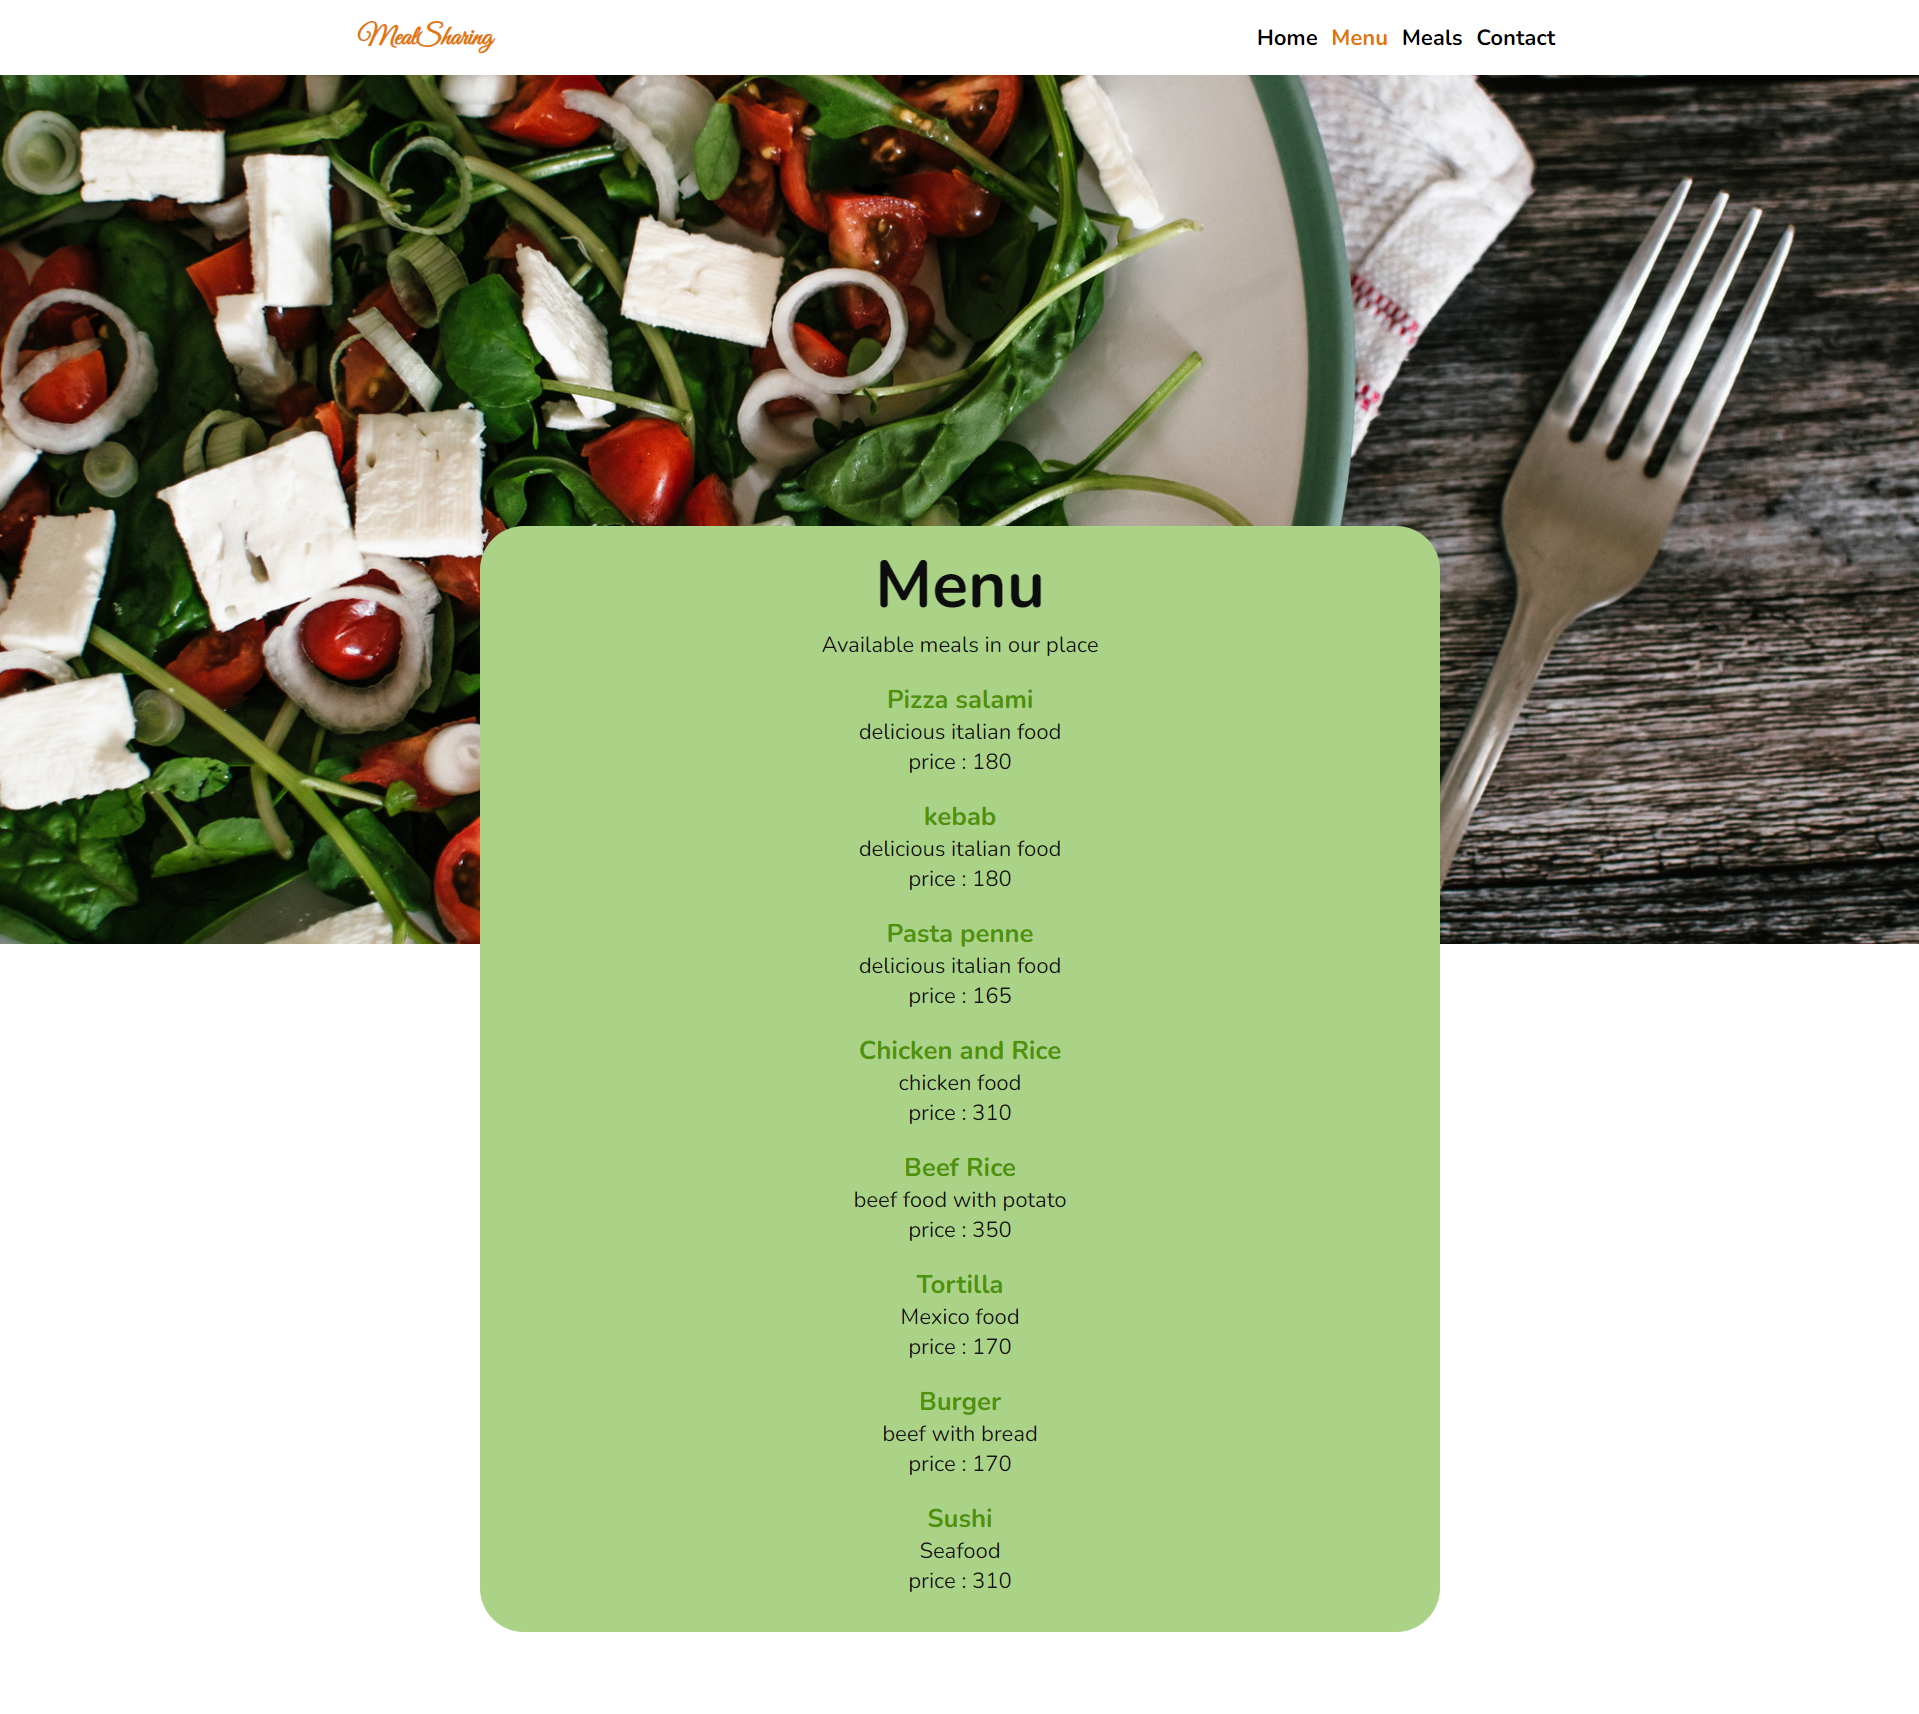 MealSharing
Home Menu Meals Contact
Menu
Available meals in our place
Pizza salami
delicious italian food
price : 180
kebab
delicious italian food
price : 180
Pasta penne
delicious italian food
price : 165
Chicken and Rice
chicken food
price : 310
Beef Rice
beef food with potato
price : 350
Tortilla
Mexico food
price : 170
Burger
beef with bread
price : 170
Sushi
Seafood
price : 310